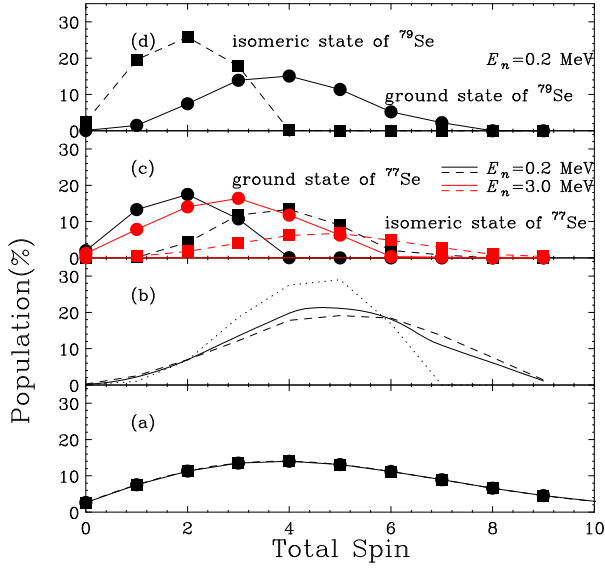 (d)
isomeric state of ⁷⁹Se
Eₙ=0.2 MeV
ground state of ⁷⁹Se
30
20
10
0
(c)
ground state of ⁷⁷Se
Eₙ=0.2 MeV
Eₙ=3.0 MeV
isomeric state of ⁷⁷Se
30
20
10
0
(b)
30
20
10
0
(a)
30
20
10
0
0 2 4 6 8 10
Total Spin
Population(%)